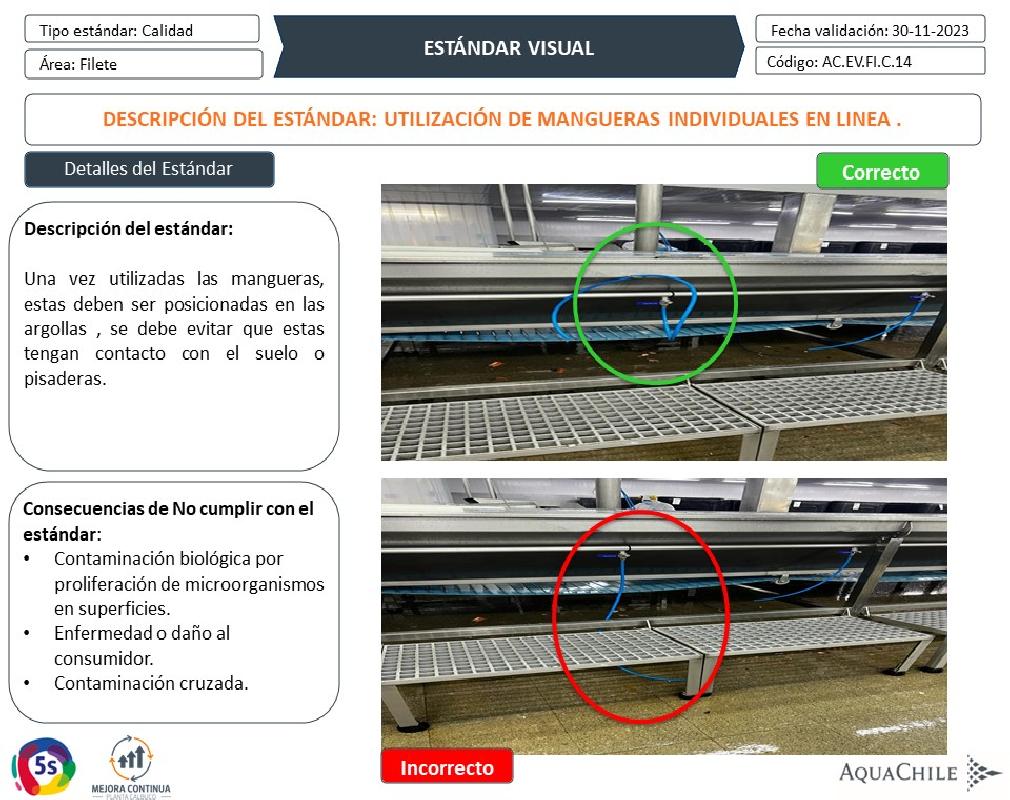 Tipo estándar: Calidad
Área: Filete
ESTÁNDAR VISUAL
Fecha validación: 30-11-2023
Código: AC.EV.FI.C.14
DESCRIPCIÓN DEL ESTÁNDAR: UTILIZACIÓN DE MANGUERAS INDIVIDUALES EN LINEA .
Detalles del Estándar
Correcto
Descripción del estándar:
Una vez utilizadas las mangueras,
estas deben ser posicionadas en las
argollas , se debe evitar que estas
tengan contacto con el suelo o
pisaderas.
Consecuencias de No cumplir con el
estándar:
• Contaminación biológica por
proliferación de microorganismos
en superficies.
• Enfermedad o daño al
consumidor.
• Contaminación cruzada.
5s
MEJORA CONTINUA
PLANTA CALBUCO
Incorrecto
AQUACHILE